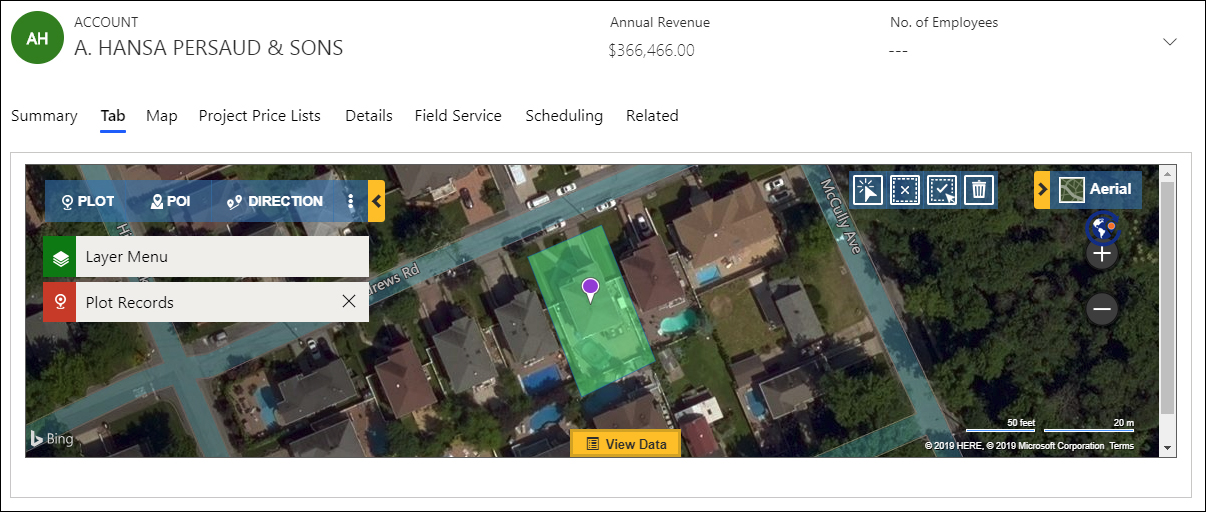 AH
ACCOUNT
A. HANSA PERSAUD & SONS
Annual Revenue
$366,466.00
No. of Employees
---
Summary Tab Map Project Price Lists Details Field Service Scheduling Related
PLOT POI DIRECTION
Aerial
Layer Menu
Plot Records
McCully Ave
rews Rd
Bing
View Data
50 feet 20 m
© 2019 HERE, © 2019 Microsoft Corporation Terms